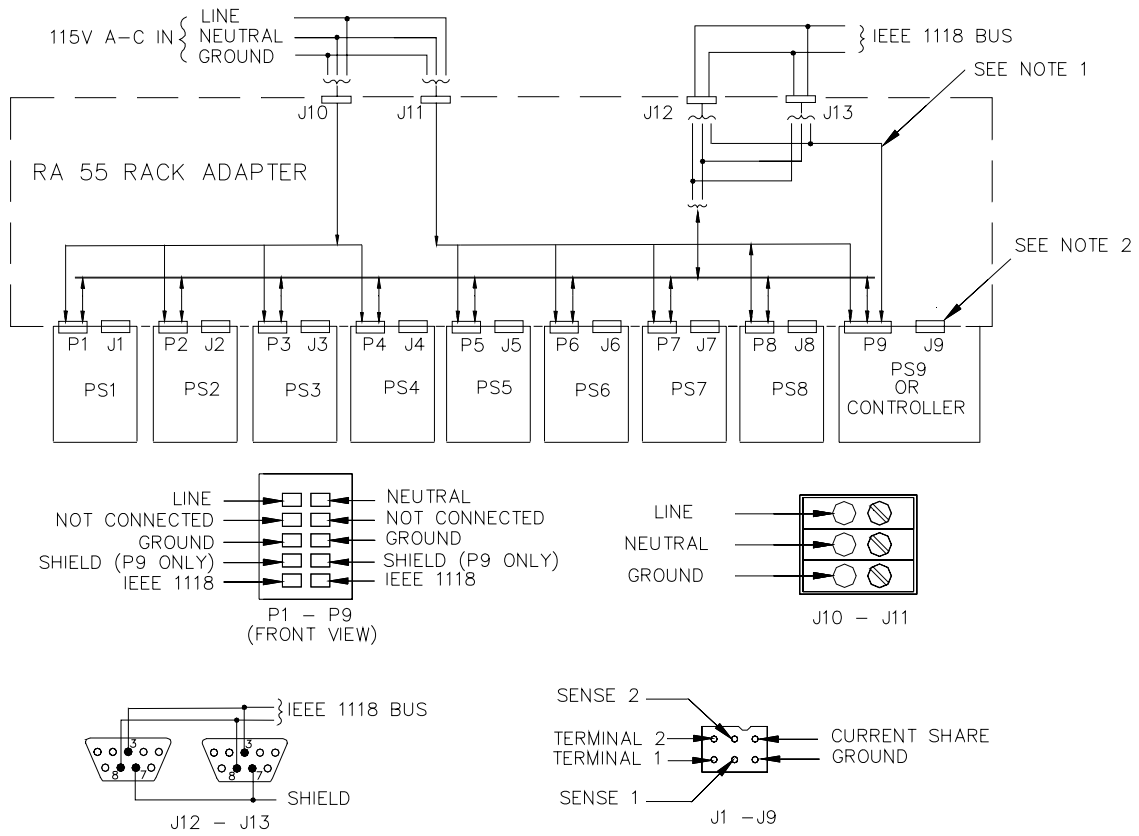 115V A-C IN
LINE
NEUTRAL
GROUND
IEEE 1118 BUS
SEE NOTE 1
J10
J11
J12
J13
RA 55 RACK ADAPTER
SEE NOTE 2
P1 J1
P2 J2
P3 J3
P4 J4
P5 J5
P6 J6
P7 J7
P8 J8
P9 J9
PS1
PS2
PS3
PS4
PS5
PS6
PS7
PS8
PS9
OR
CONTROLLER
LINE
NOT CONNECTED
GROUND
SHIELD (P9 ONLY)
IEEE 1118
NEUTRAL
NOT CONNECTED
GROUND
SHIELD (P9 ONLY)
IEEE 1118
P1 – P9
(FRONT VIEW)
LINE
NEUTRAL
GROUND
J10 – J11
IEEE 1118 BUS
3
8
7
3
8
7
SHIELD
J12 – J13
SENSE 2
TERMINAL 2
TERMINAL 1
SENSE 1
CURRENT SHARE
GROUND
J1 –J9